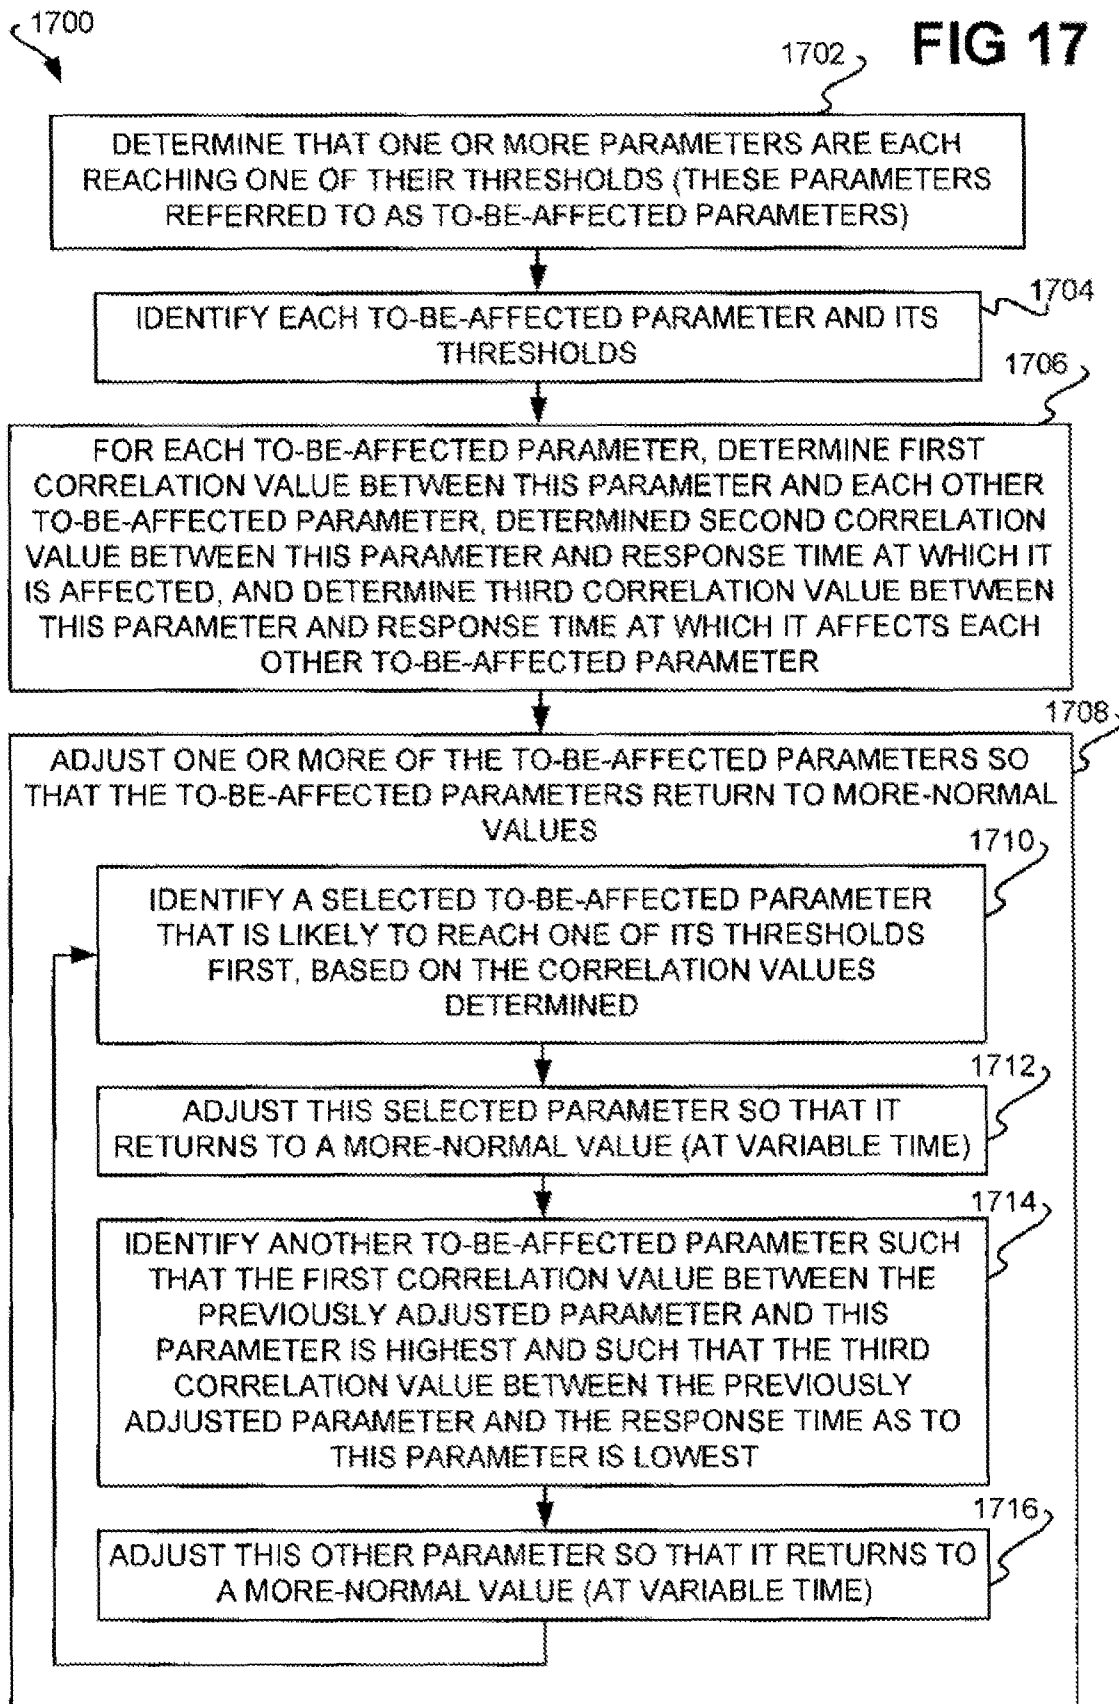 1700
FIG 17
1702
DETERMINE THAT ONE OR MORE PARAMETERS ARE EACH
REACHING ONE OF THEIR THRESHOLDS (THESE PARAMETERS
REFERRED TO AS TO-BE-AFFECTED PARAMETERS)
1704
IDENTIFY EACH TO-BE-AFFECTED PARAMETER AND ITS
THRESHOLDS
1706
FOR EACH TO-BE-AFFECTED PARAMETER, DETERMINE FIRST
CORRELATION VALUE BETWEEN THIS PARAMETER AND EACH OTHER
TO-BE-AFFECTED PARAMETER, DETERMINED SECOND CORRELATION
VALUE BETWEEN THIS PARAMETER AND RESPONSE TIME AT WHICH IT
IS AFFECTED, AND DETERMINE THIRD CORRELATION VALUE BETWEEN
THIS PARAMETER AND RESPONSE TIME AT WHICH IT AFFECTS EACH
OTHER TO-BE-AFFECTED PARAMETER
1708
ADJUST ONE OR MORE OF THE TO-BE-AFFECTED PARAMETERS SO
THAT THE TO-BE-AFFECTED PARAMETERS RETURN TO MORE-NORMAL
VALUES
1710
IDENTIFY A SELECTED TO-BE-AFFECTED PARAMETER
THAT IS LIKELY TO REACH ONE OF ITS THRESHOLDS
FIRST, BASED ON THE CORRELATION VALUES
DETERMINED
1712
ADJUST THIS SELECTED PARAMETER SO THAT IT
RETURNS TO A MORE-NORMAL VALUE (AT VARIABLE TIME)
1714
IDENTIFY ANOTHER TO-BE-AFFECTED PARAMETER SUCH
THAT THE FIRST CORRELATION VALUE BETWEEN THE
PREVIOUSLY ADJUSTED PARAMETER AND THIS
PARAMETER IS HIGHEST AND SUCH THAT THE THIRD
CORRELATION VALUE BETWEEN THE PREVIOUSLY
ADJUSTED PARAMETER AND THE RESPONSE TIME AS TO
THIS PARAMETER IS LOWEST
1716
ADJUST THIS OTHER PARAMETER SO THAT IT RETURNS TO
A MORE-NORMAL VALUE (AT VARIABLE TIME)